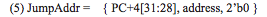 (5) JumpAddr = { PC+4[31:28], address, 2’b0 }